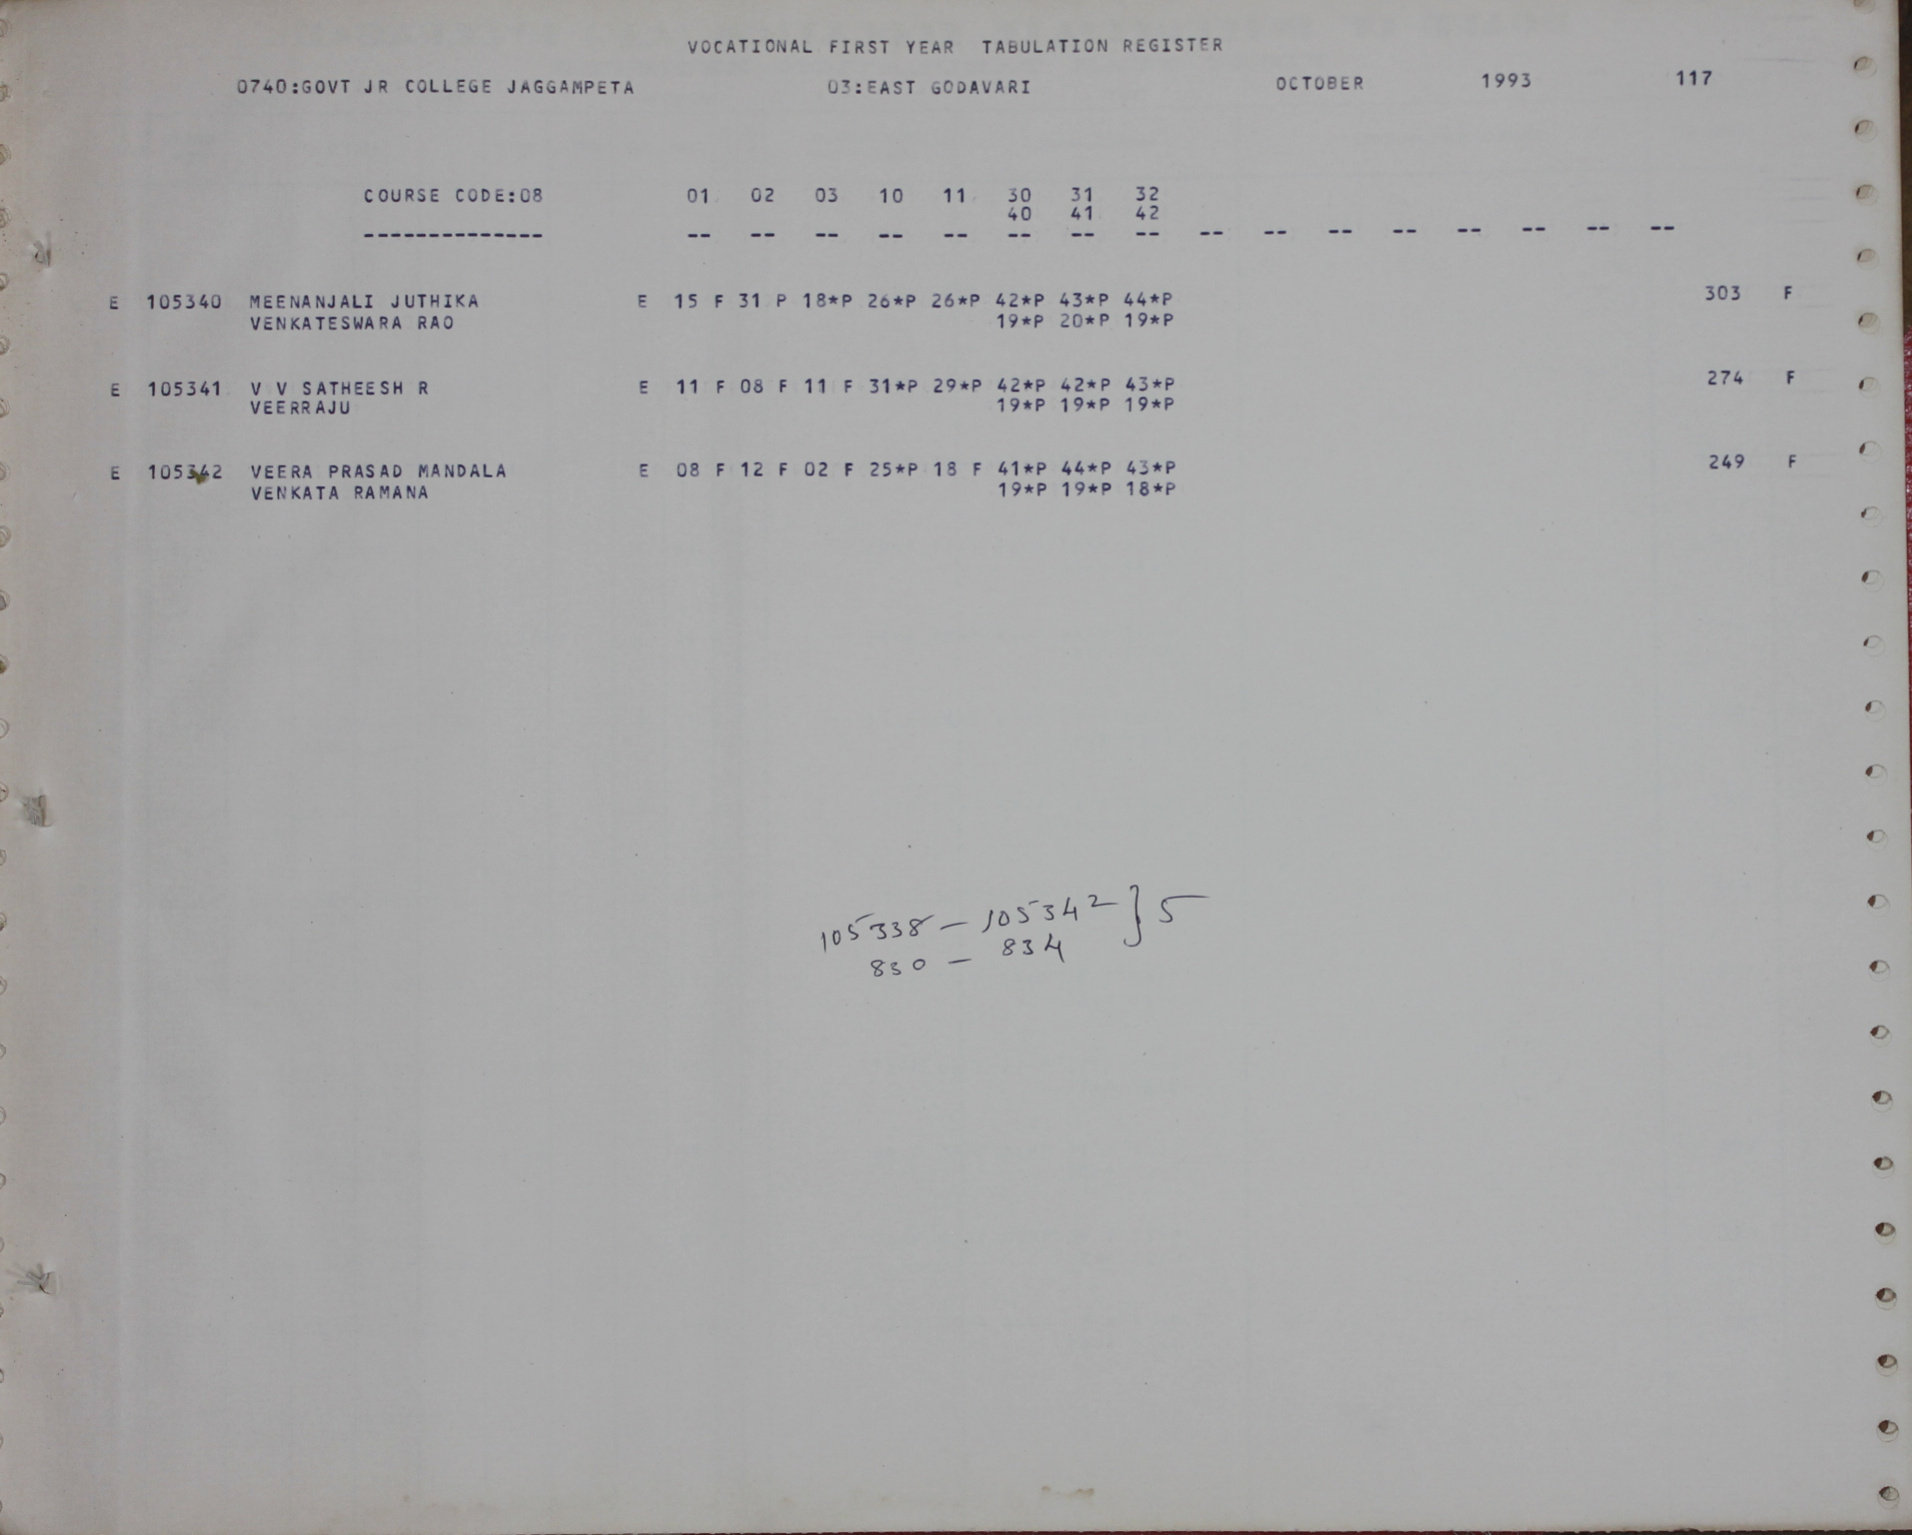 VOCATIONAL FIRST YEAR TABULATION REGISTER
0740:GOVT JR COLLEGE JAGGAMPETA 03:EAST GODAVARI OCTOBER 1993 117
COURSE CODE:08 01 02 03 10 11 30 31 32
40 41 42
-------------- -- -- -- -- -- -- -- -- -- -- -- -- -- -- -- --
E 105340 MEENANJALI JUTHIKA E 15 F 31 P 18*P 26*P 26*P 42*P 43*P 44*P 303 F
VENKATESWARA RAO 19*P 20*P 19*P
E 105341 V V SATHEESH R E 11 F 08 F 11 F 31*P 29*P 42*P 42*P 43*P 274 F
VEERRAJU 19*P 19*P 19*P
E 105342 VEERA PRASAD MANDALA E 08 F 12 F 02 F 25*P 18 F 41*P 44*P 43*P 249 F
VENKATA RAMANA 19*P 19*P 18*P
105338 - 105342 } 5
830 - 834